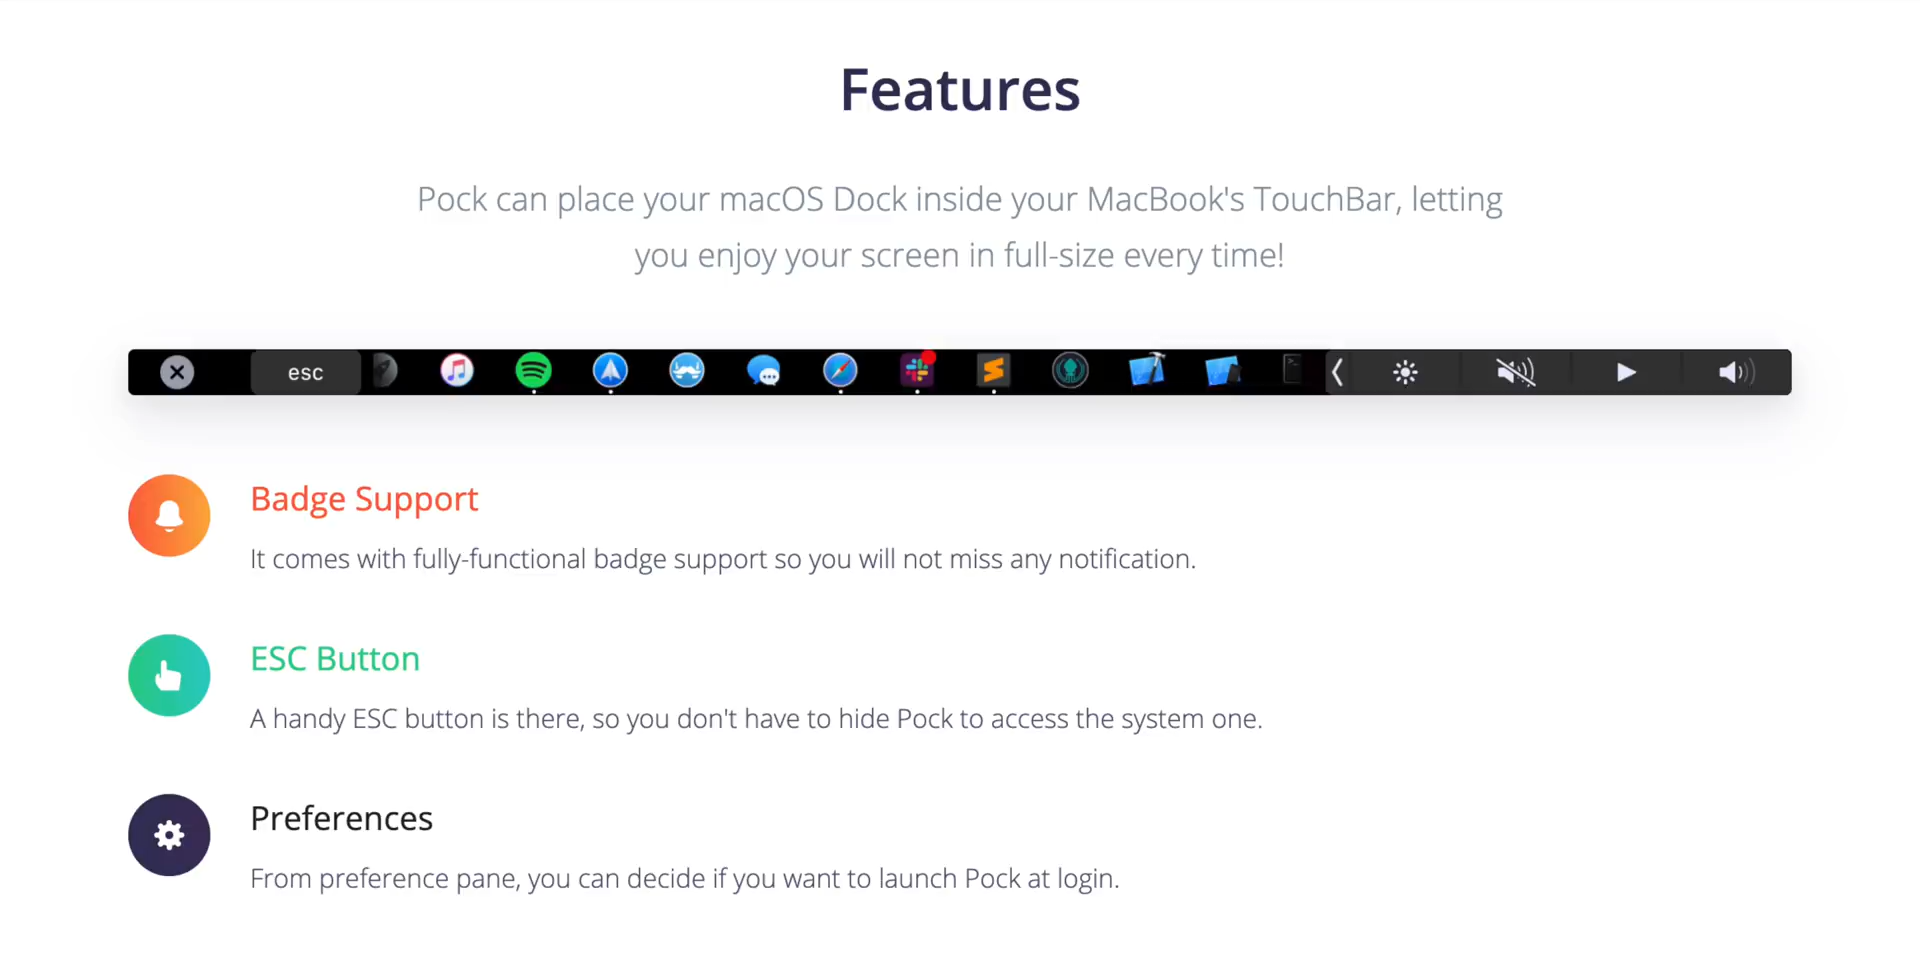 Features
Pock can place your macOS Dock inside your MacBook's TouchBar, letting
you enjoy your screen in full-size every time!
esc
Badge Support
It comes with fully-functional badge support so you will not miss any notification.
ESC Button
A handy ESC button is there, so you don't have to hide Pock to access the system one.
Preferences
From preference pane, you can decide if you want to launch Pock at login.